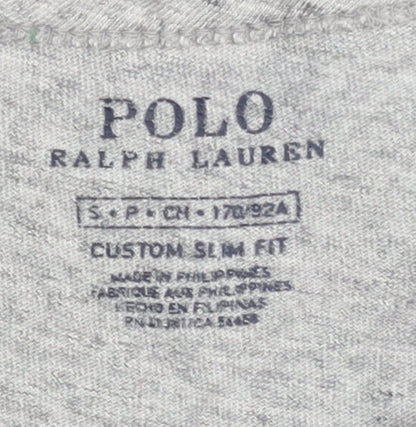 POLO
RALPH LAUREN
S • P • CH • 170/92A
CUSTOM SLIM FIT
MADE IN PHILIPPINES
FABRIQUE AUX PHILIPPINES
HECHO EN FILIPINAS